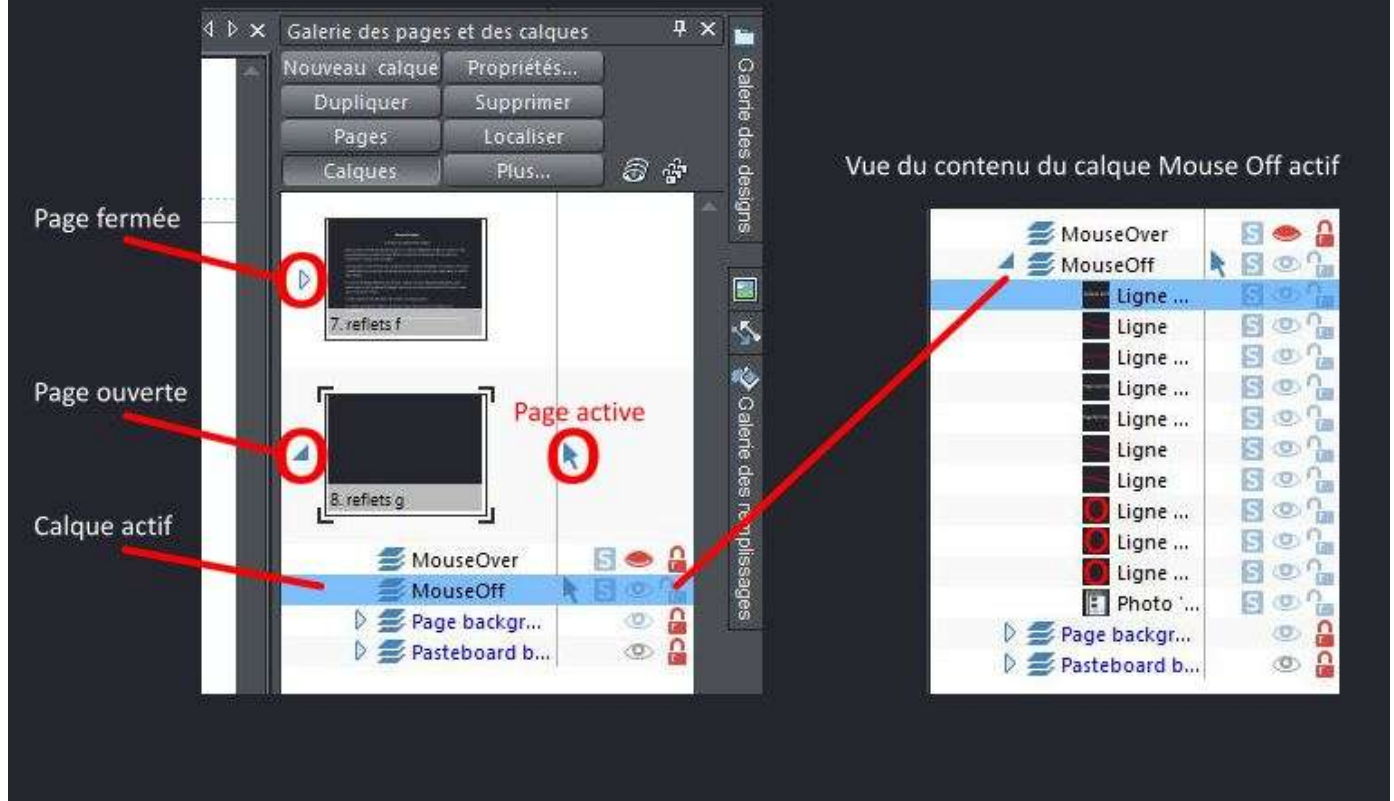 Galerie des pages et des calques
Nouveau calque
Propriétés...
Dupliquer
Supprimer
Pages
Localiser
Calques
Plus...
Galerie des designs
Galerie des remplissages
Page fermée
7. reflets f
Page ouverte
Page active
8. reflets g
Calque actif
MouseOver
S
MouseOff
S
Page backgr...
Pasteboard b...
Vue du contenu du calque Mouse Off actif
MouseOver
S
MouseOff
S
Ligne ...
S
Ligne
S
Ligne ...
S
Ligne ...
S
Ligne ...
S
Ligne
S
Ligne
S
Ligne ...
S
Ligne ...
S
Ligne ...
S
Photo '...
S
Page backgr...
Pasteboard b...